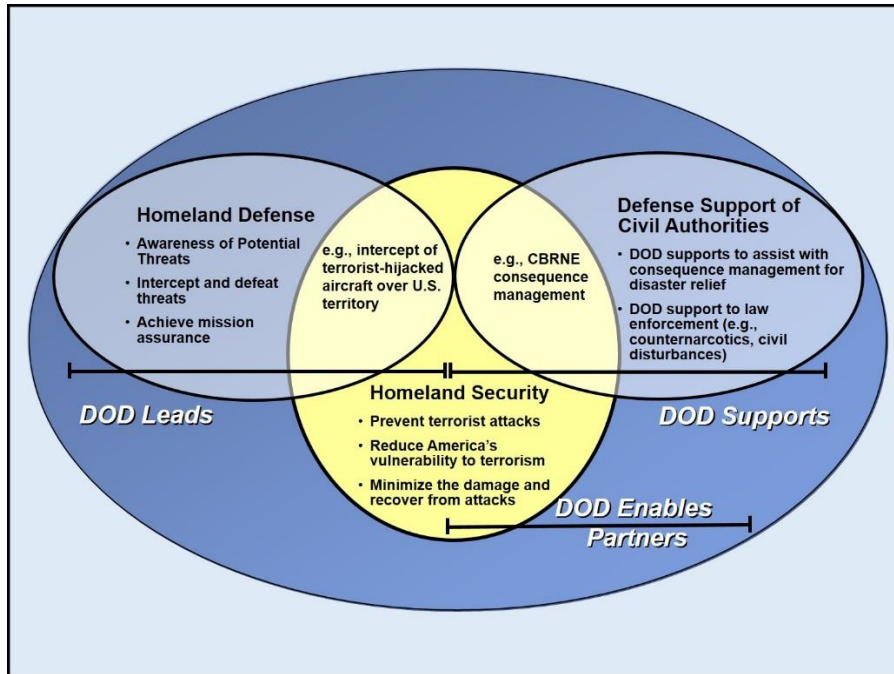 Homeland Defense
• Awareness of Potential
Threats
• Intercept and defeat
threats
• Achieve mission
assurance
e.g., intercept of
terrorist-hijacked
aircraft over U.S.
territory
e.g., CBRNE
consequence
management
Defense Support of
Civil Authorities
• DOD supports to assist with
consequence management for
disaster relief
• DOD support to law
enforcement (e.g.,
counternarcotics, civil
disturbances)
DOD Leads
Homeland Security
• Prevent terrorist attacks
• Reduce America's
vulnerability to terrorism
• Minimize the damage and
recover from attacks
DOD Supports
DOD Enables
Partners